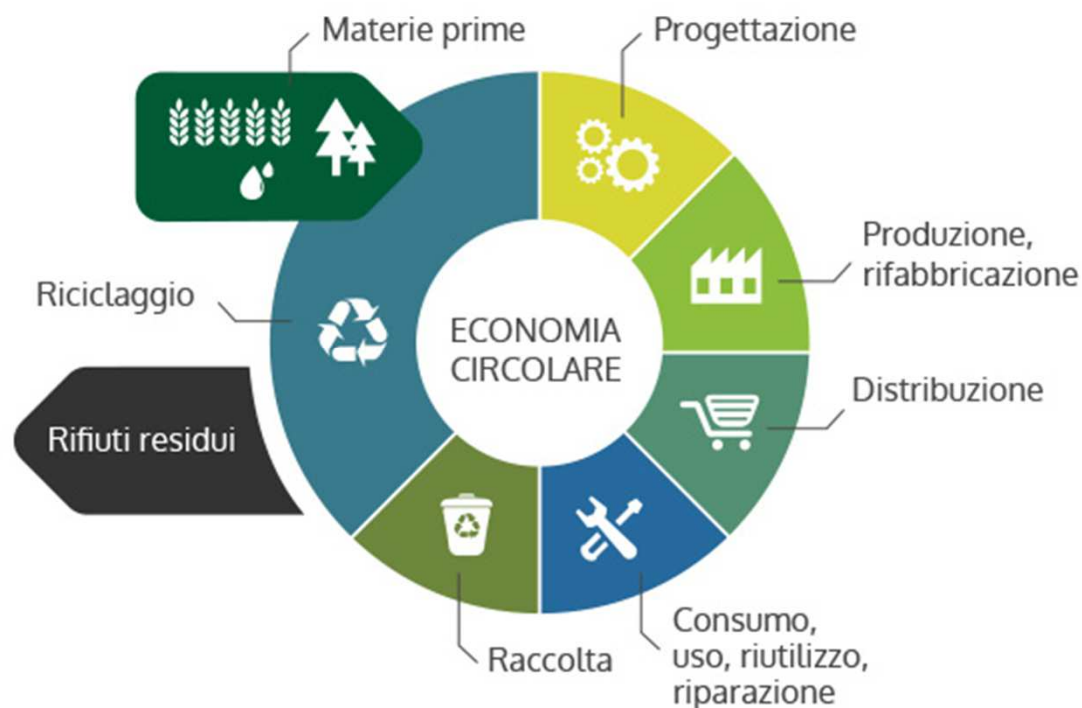 Materie prime
Progettazione
Produzione,
rifabbricazione
Riciclaggio
ECONOMIA
CIRCOLARE
Distribuzione
Rifiuti residui
Consumo,
uso, riutilizzo,
riparazione
Raccolta